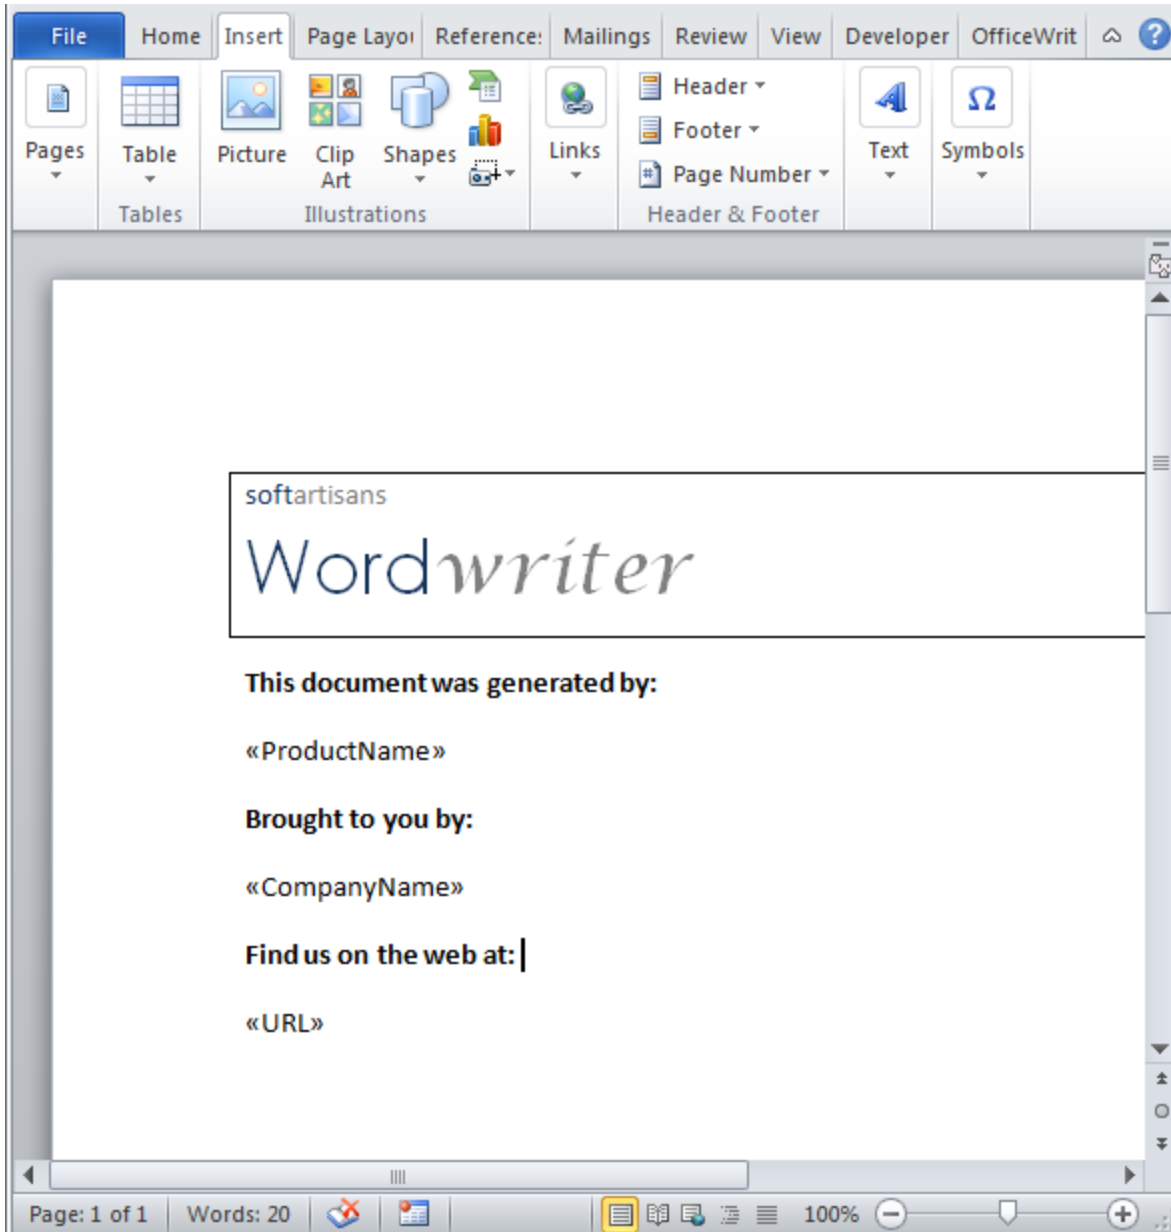 File Home Insert Page Layou References Mailings Review View Developer OfficeWrit
Header
Footer
Pages Table Picture Clip Art Shapes Links Page Number Text Symbols
Tables Illustrations Header & Footer
softartisans
Wordwriter
This document was generated by:
«ProductName»
Brought to you by:
«CompanyName»
Find us on the web at:
«URL»
Page: 1 of 1 Words: 20 100%